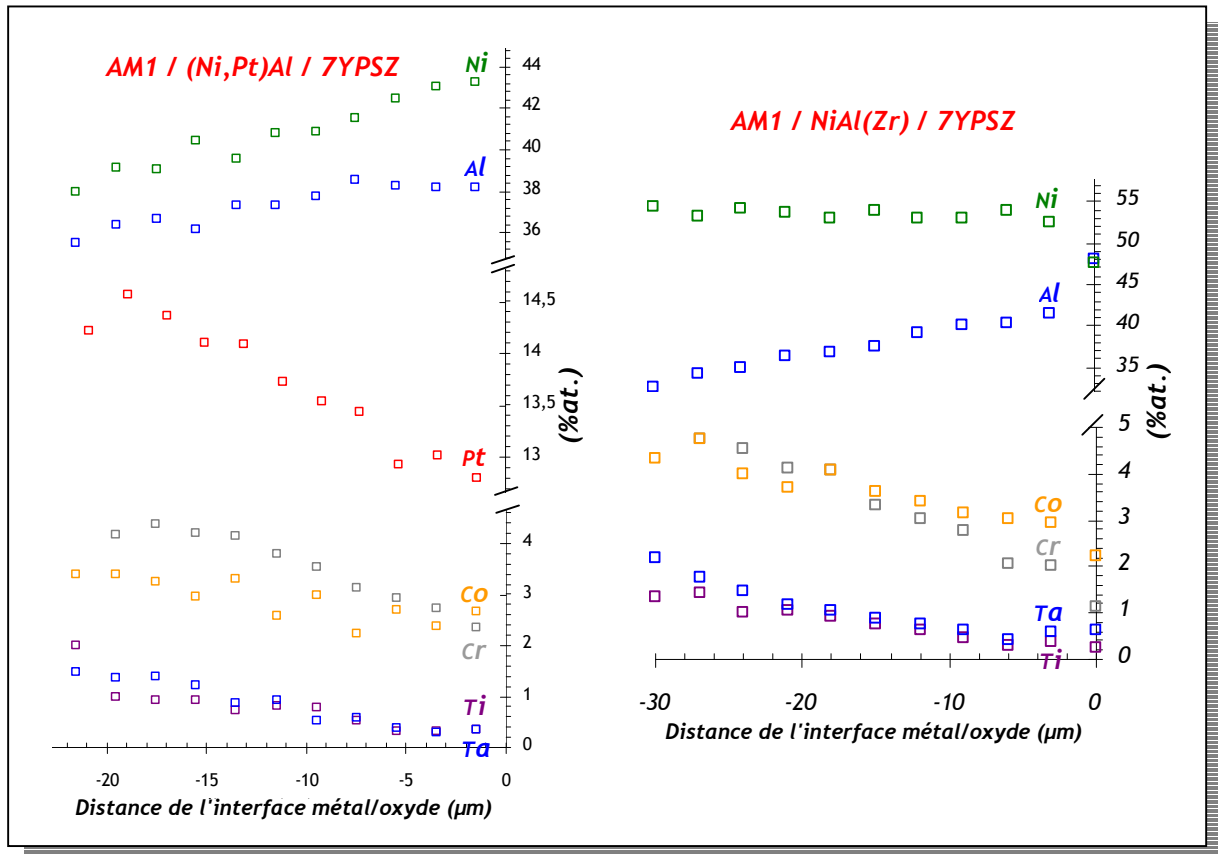 AM1 / (Ni,Pt)Al / 7YPSZ
Ni
Al
Pt
Co
Cr
Ti
Ta
44
42
40
38
36
14,5
14
13,5
13
4
3
2
1
0
(%at.)
-20
-15
-10
-5
0
Distance de l'interface métal/oxyde (µm)
AM1 / NiAl(Zr) / 7YPSZ
Ni
Al
Co
Cr
Ta
Ti
55
50
45
40
35
5
4
3
2
1
0
(%at.)
-30
-20
-10
0
Distance de l'interface métal/oxyde (µm)